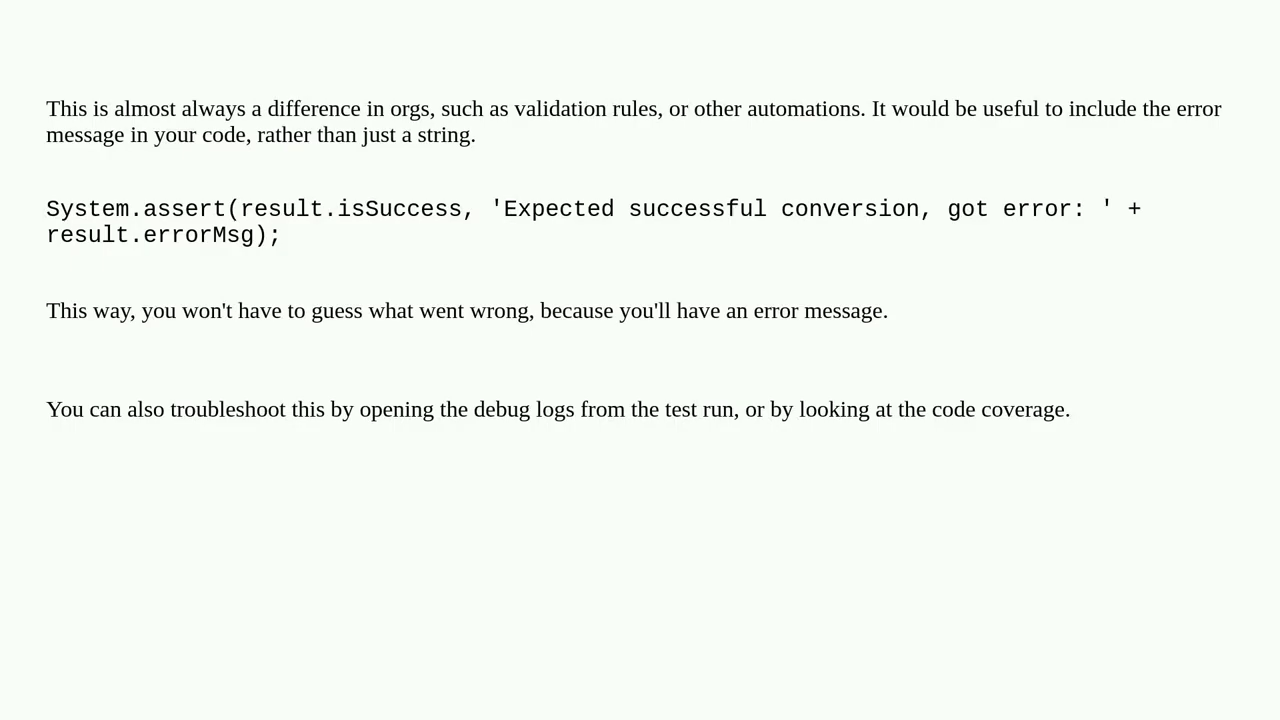 This is almost always a difference in orgs, such as validation rules, or other automations. It would be useful to include the error
message in your code, rather than just a string.
System.assert(result.isSuccess, 'Expected successful conversion, got error: ' +
result.errorMsg);
This way, you won't have to guess what went wrong, because you'll have an error message.
You can also troubleshoot this by opening the debug logs from the test run, or by looking at the code coverage.